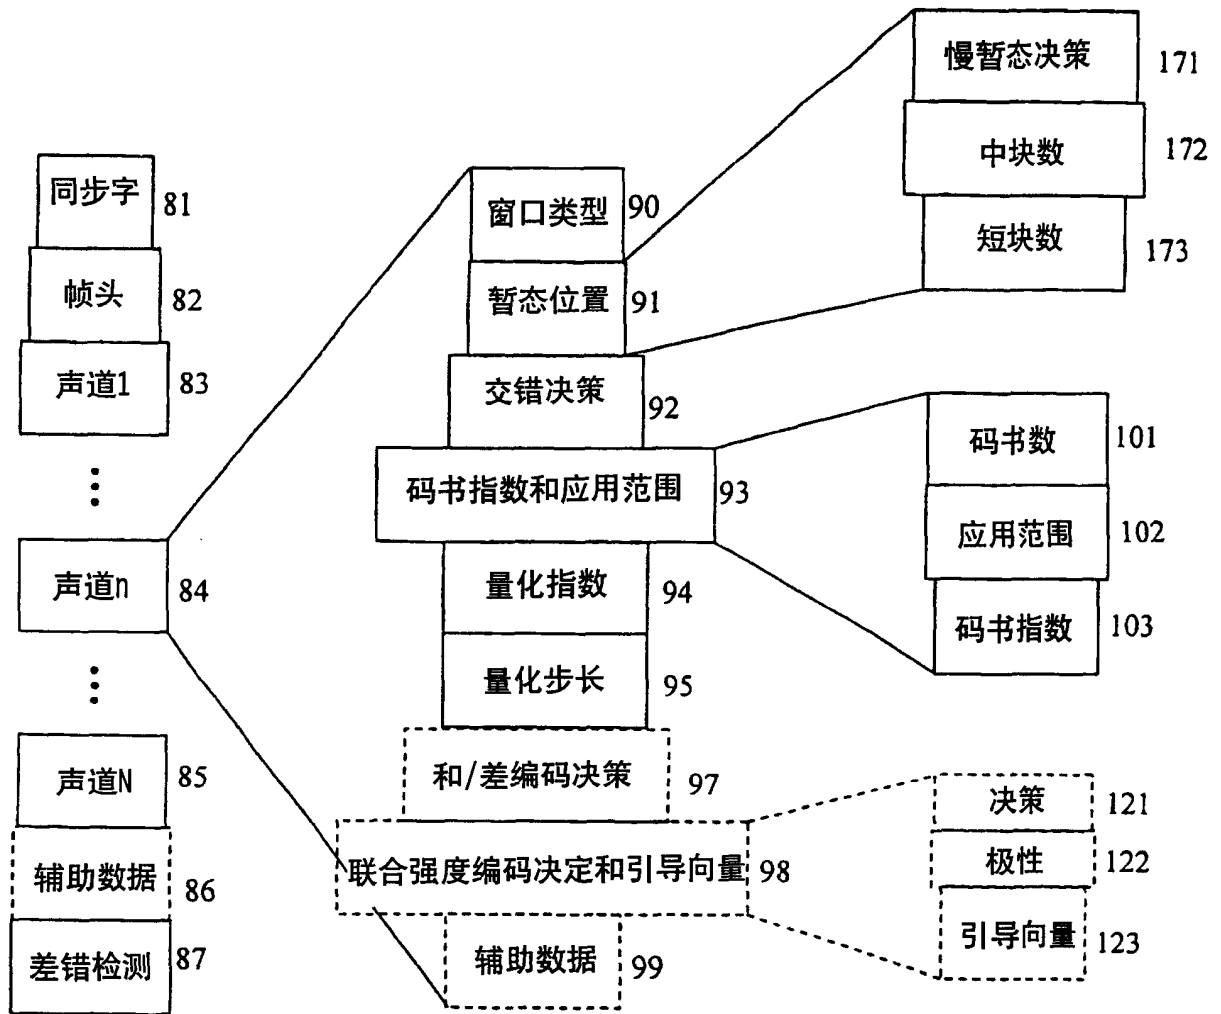 同步字 81
帧头 82
声道1 83
声道n 84
声道N 85
辅助数据 86
差错检测 87
窗口类型 90
暂态位置 91
交错决策 92
码书指数和应用范围 93
量化指数 94
量化步长 95
和/差编码决策 97
联合强度编码决定和引导向量 98
辅助数据 99
慢暂态决策 171
中块数 172
短块数 173
码书数 101
应用范围 102
码书指数 103
决策 121
极性 122
引导向量 123